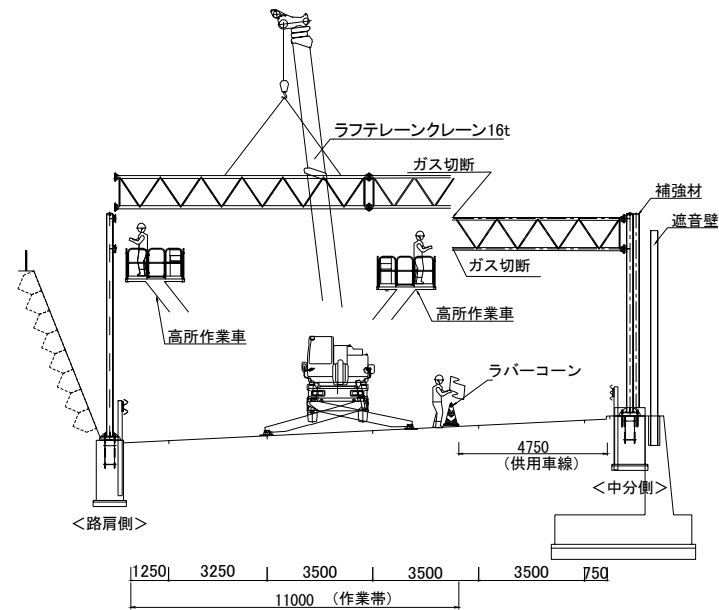 ラフテレーンクレーン16t
ガス切断
補強材
遮音壁
ガス切断
高所作業車
高所作業車
ラバーコーン
4750
(供用車線)
＜中分側＞
＜路肩側＞
1250 3250 3500 3500 3500 750
11000 (作業帯)